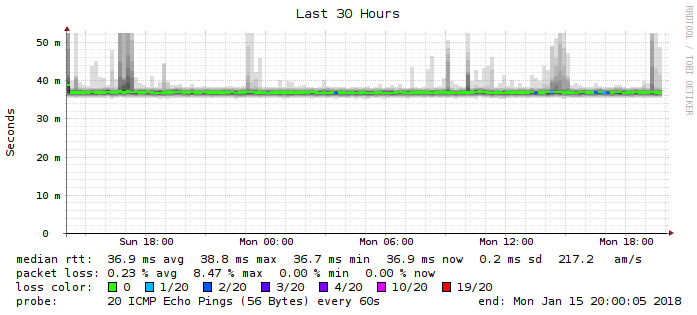 Last 30 Hours
RRDTOOL / TOBI OETIKER
Seconds
50 m
40 m
30 m
20 m
10 m
0
Sun 18:00 Mon 00:00 Mon 06:00 Mon 12:00 Mon 18:00
median rtt: 36.9 ms avg 38.8 ms max 36.7 ms min 36.9 ms now 0.2 ms sd 217.2 am/s
packet loss: 0.23 % avg 8.47 % max 0.00 % min 0.00 % now
loss color: 0 1/20 2/20 3/20 4/20 10/20 19/20
probe: 20 ICMP Echo Pings (56 Bytes) every 60s end: Mon Jan 15 20:00:05 2018